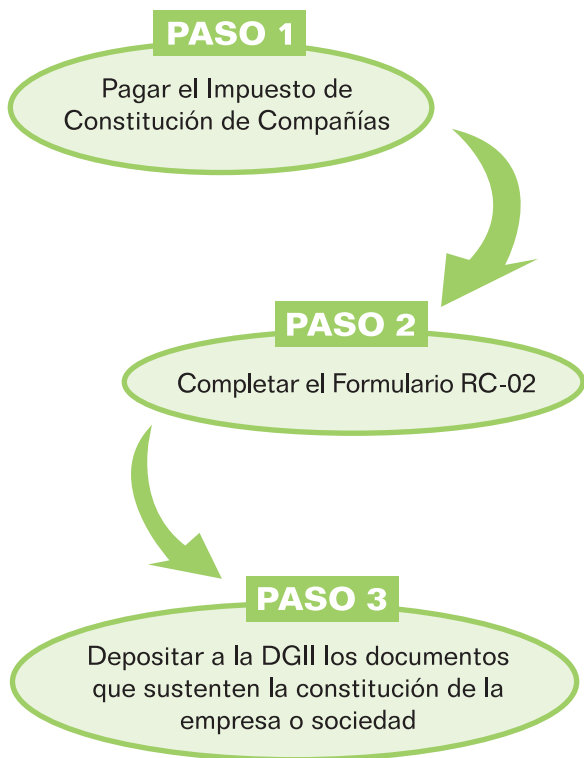 PASO 1
Pagar el Impuesto de
Constitución de Compañías
PASO 2
Completar el Formulario RC-02
PASO 3
Depositar a la DGII los documentos
que sustenten la constitución de la
empresa o sociedad